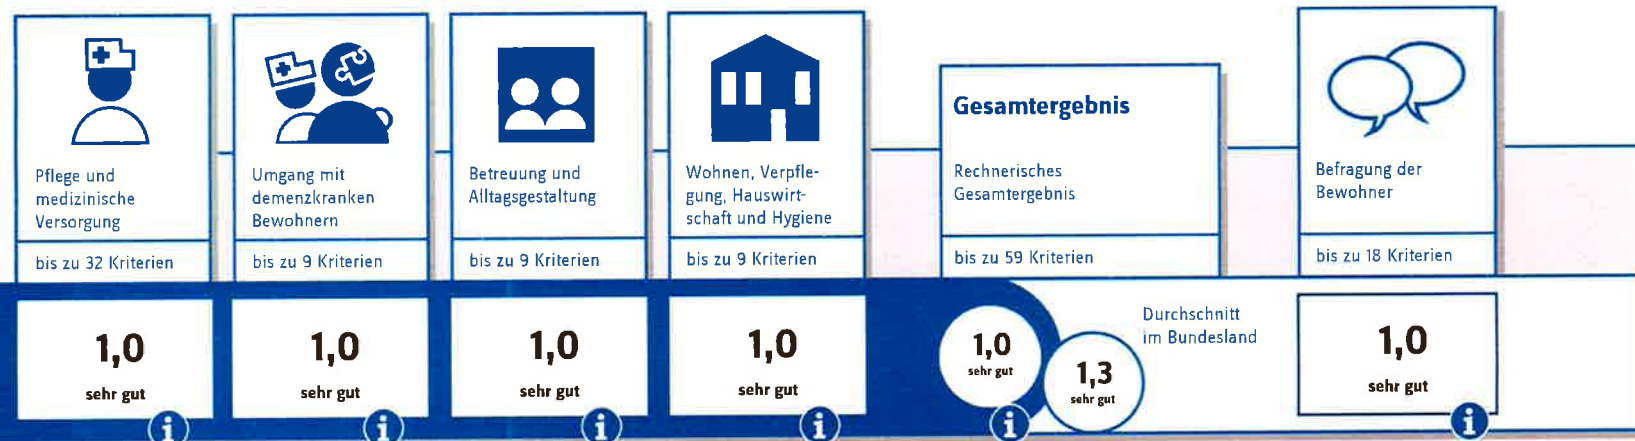 Pflege und
medizinische
Versorgung
bis zu 32 Kriterien
1,0
sehr gut
Umgang mit
demenzkranken
Bewohnern
bis zu 9 Kriterien
1,0
sehr gut
Betreuung und
Alltagsgestaltung
bis zu 9 Kriterien
1,0
sehr gut
Wohnen, Verpfle-
gung, Hauswirt-
schaft und Hygiene
bis zu 9 Kriterien
1,0
sehr gut
Gesamtergebnis
Rechnerisches
Gesamtergebnis
bis zu 59 Kriterien
1,0
sehr gut
Durchschnitt
im Bundesland
1,3
sehr gut
Befragung der
Bewohner
bis zu 18 Kriterien
1,0
sehr gut